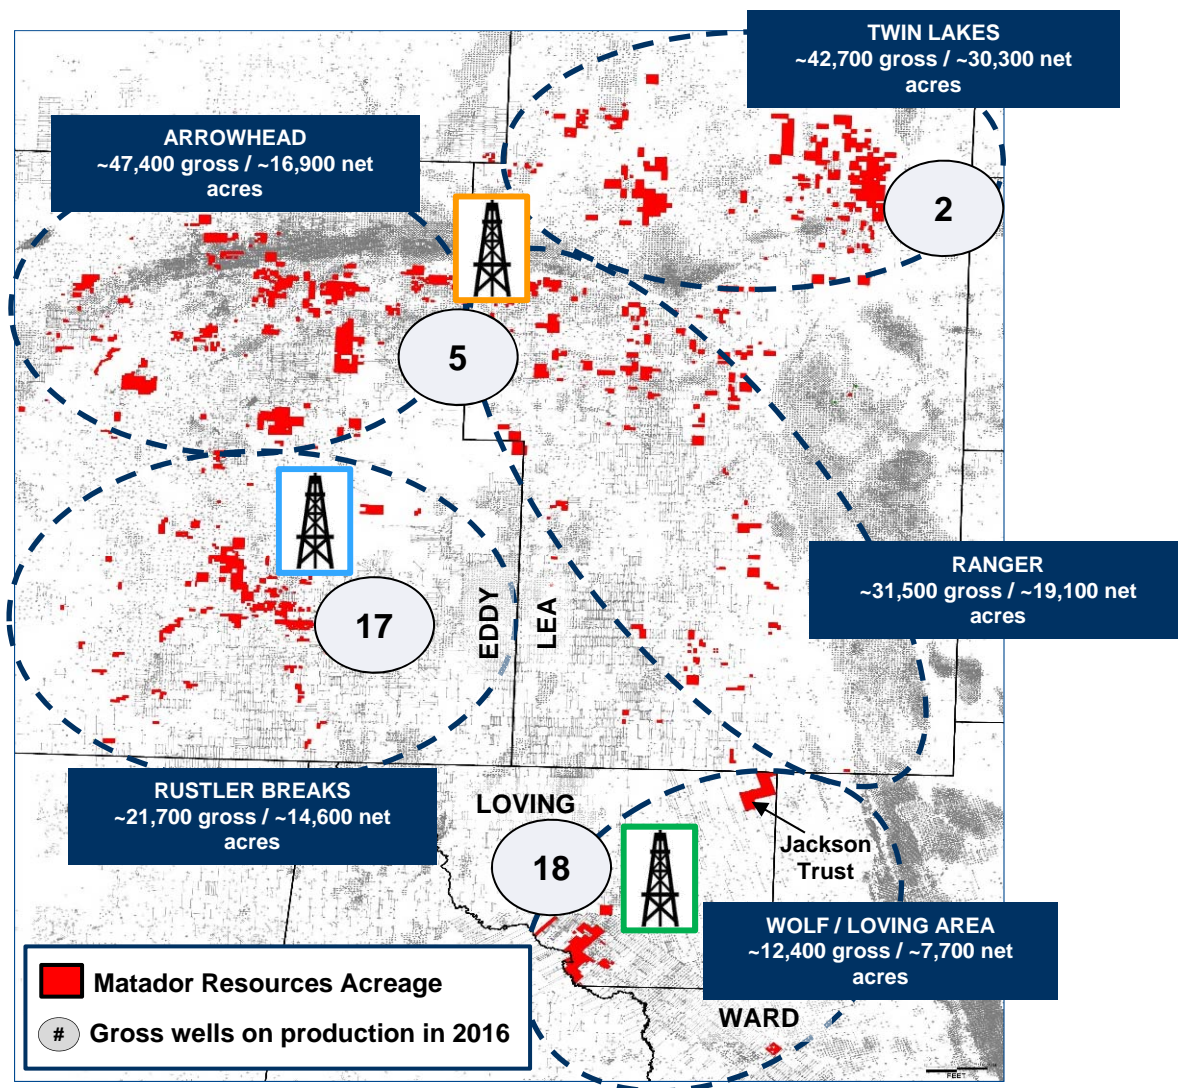 TWIN LAKES
~42,700 gross / ~30,300 net
acres
ARROWHEAD
~47,400 gross / ~16,900 net
acres
2
5
RANGER
~31,500 gross / ~19,100 net
acres
17
EDDY
LEA
RUSTLER BREAKS
~21,700 gross / ~14,600 net
acres
LOVING
18
Jackson
Trust
WOLF / LOVING AREA
~12,400 gross / ~7,700 net
acres
WARD
Matador Resources Acreage
# Gross wells on production in 2016
FEET